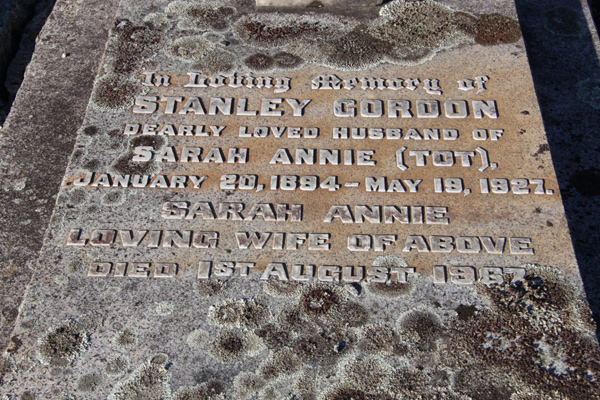 In Loving Memory of
STANLEY GORDON
DEARLY LOVED HUSBAND OF
SARAH ANNIE (TOT),
JANUARY 20, 1894 - MAY 19, 1927.
SARAH ANNIE
LOVING WIFE OF ABOVE
DIED 1ST AUGUST 1967